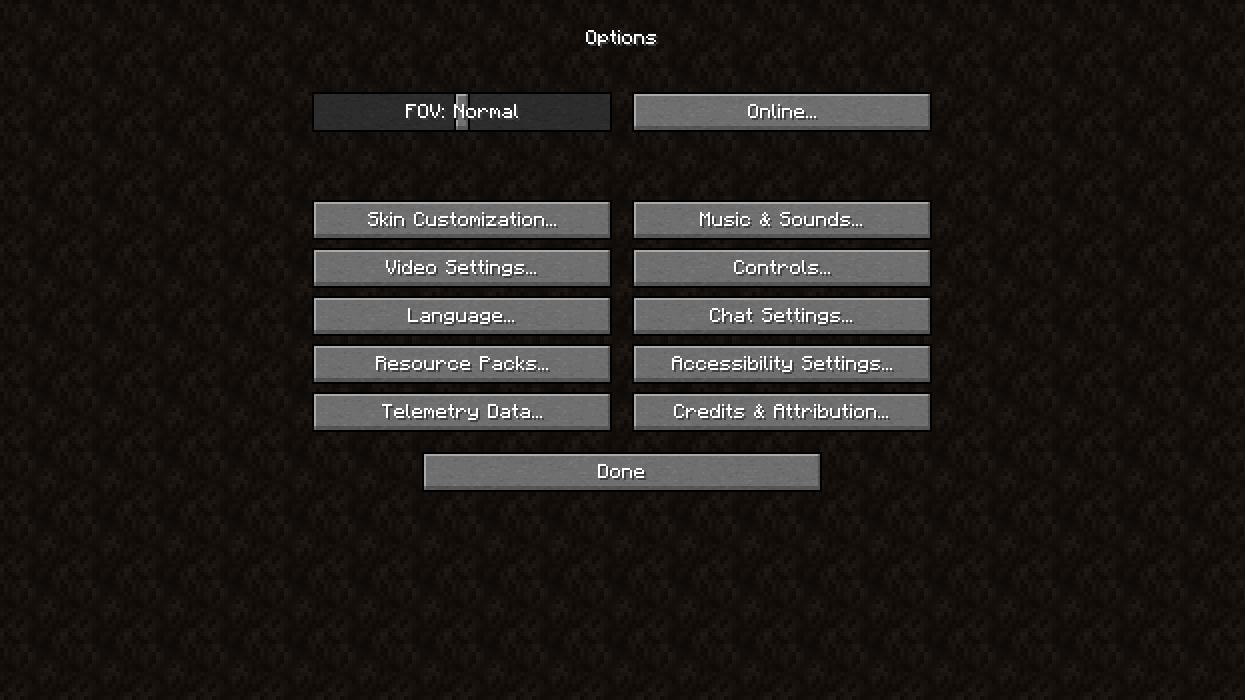 Options
FOV: Normal
Online...
Skin Customization...
Music & Sounds...
Video Settings...
Controls...
Language...
Chat Settings...
Resource Packs...
Accessibility Settings...
Telemetry Data...
Credits & Attribution...
Done